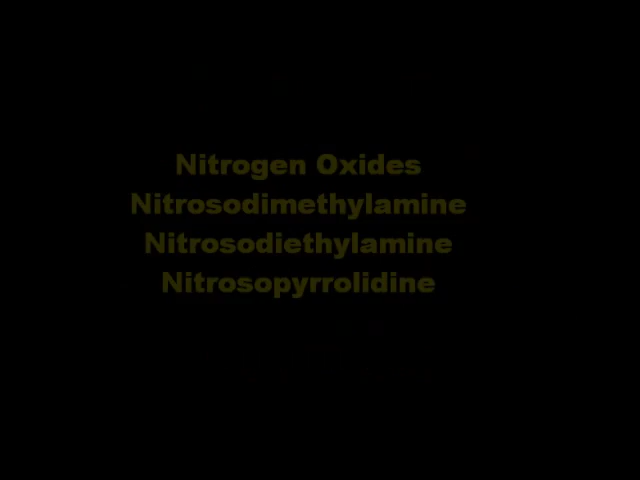 Nitrogen Oxides
Nitrosodimethylamine
Nitrosodiethylamine
Nitrosopyrrolidine